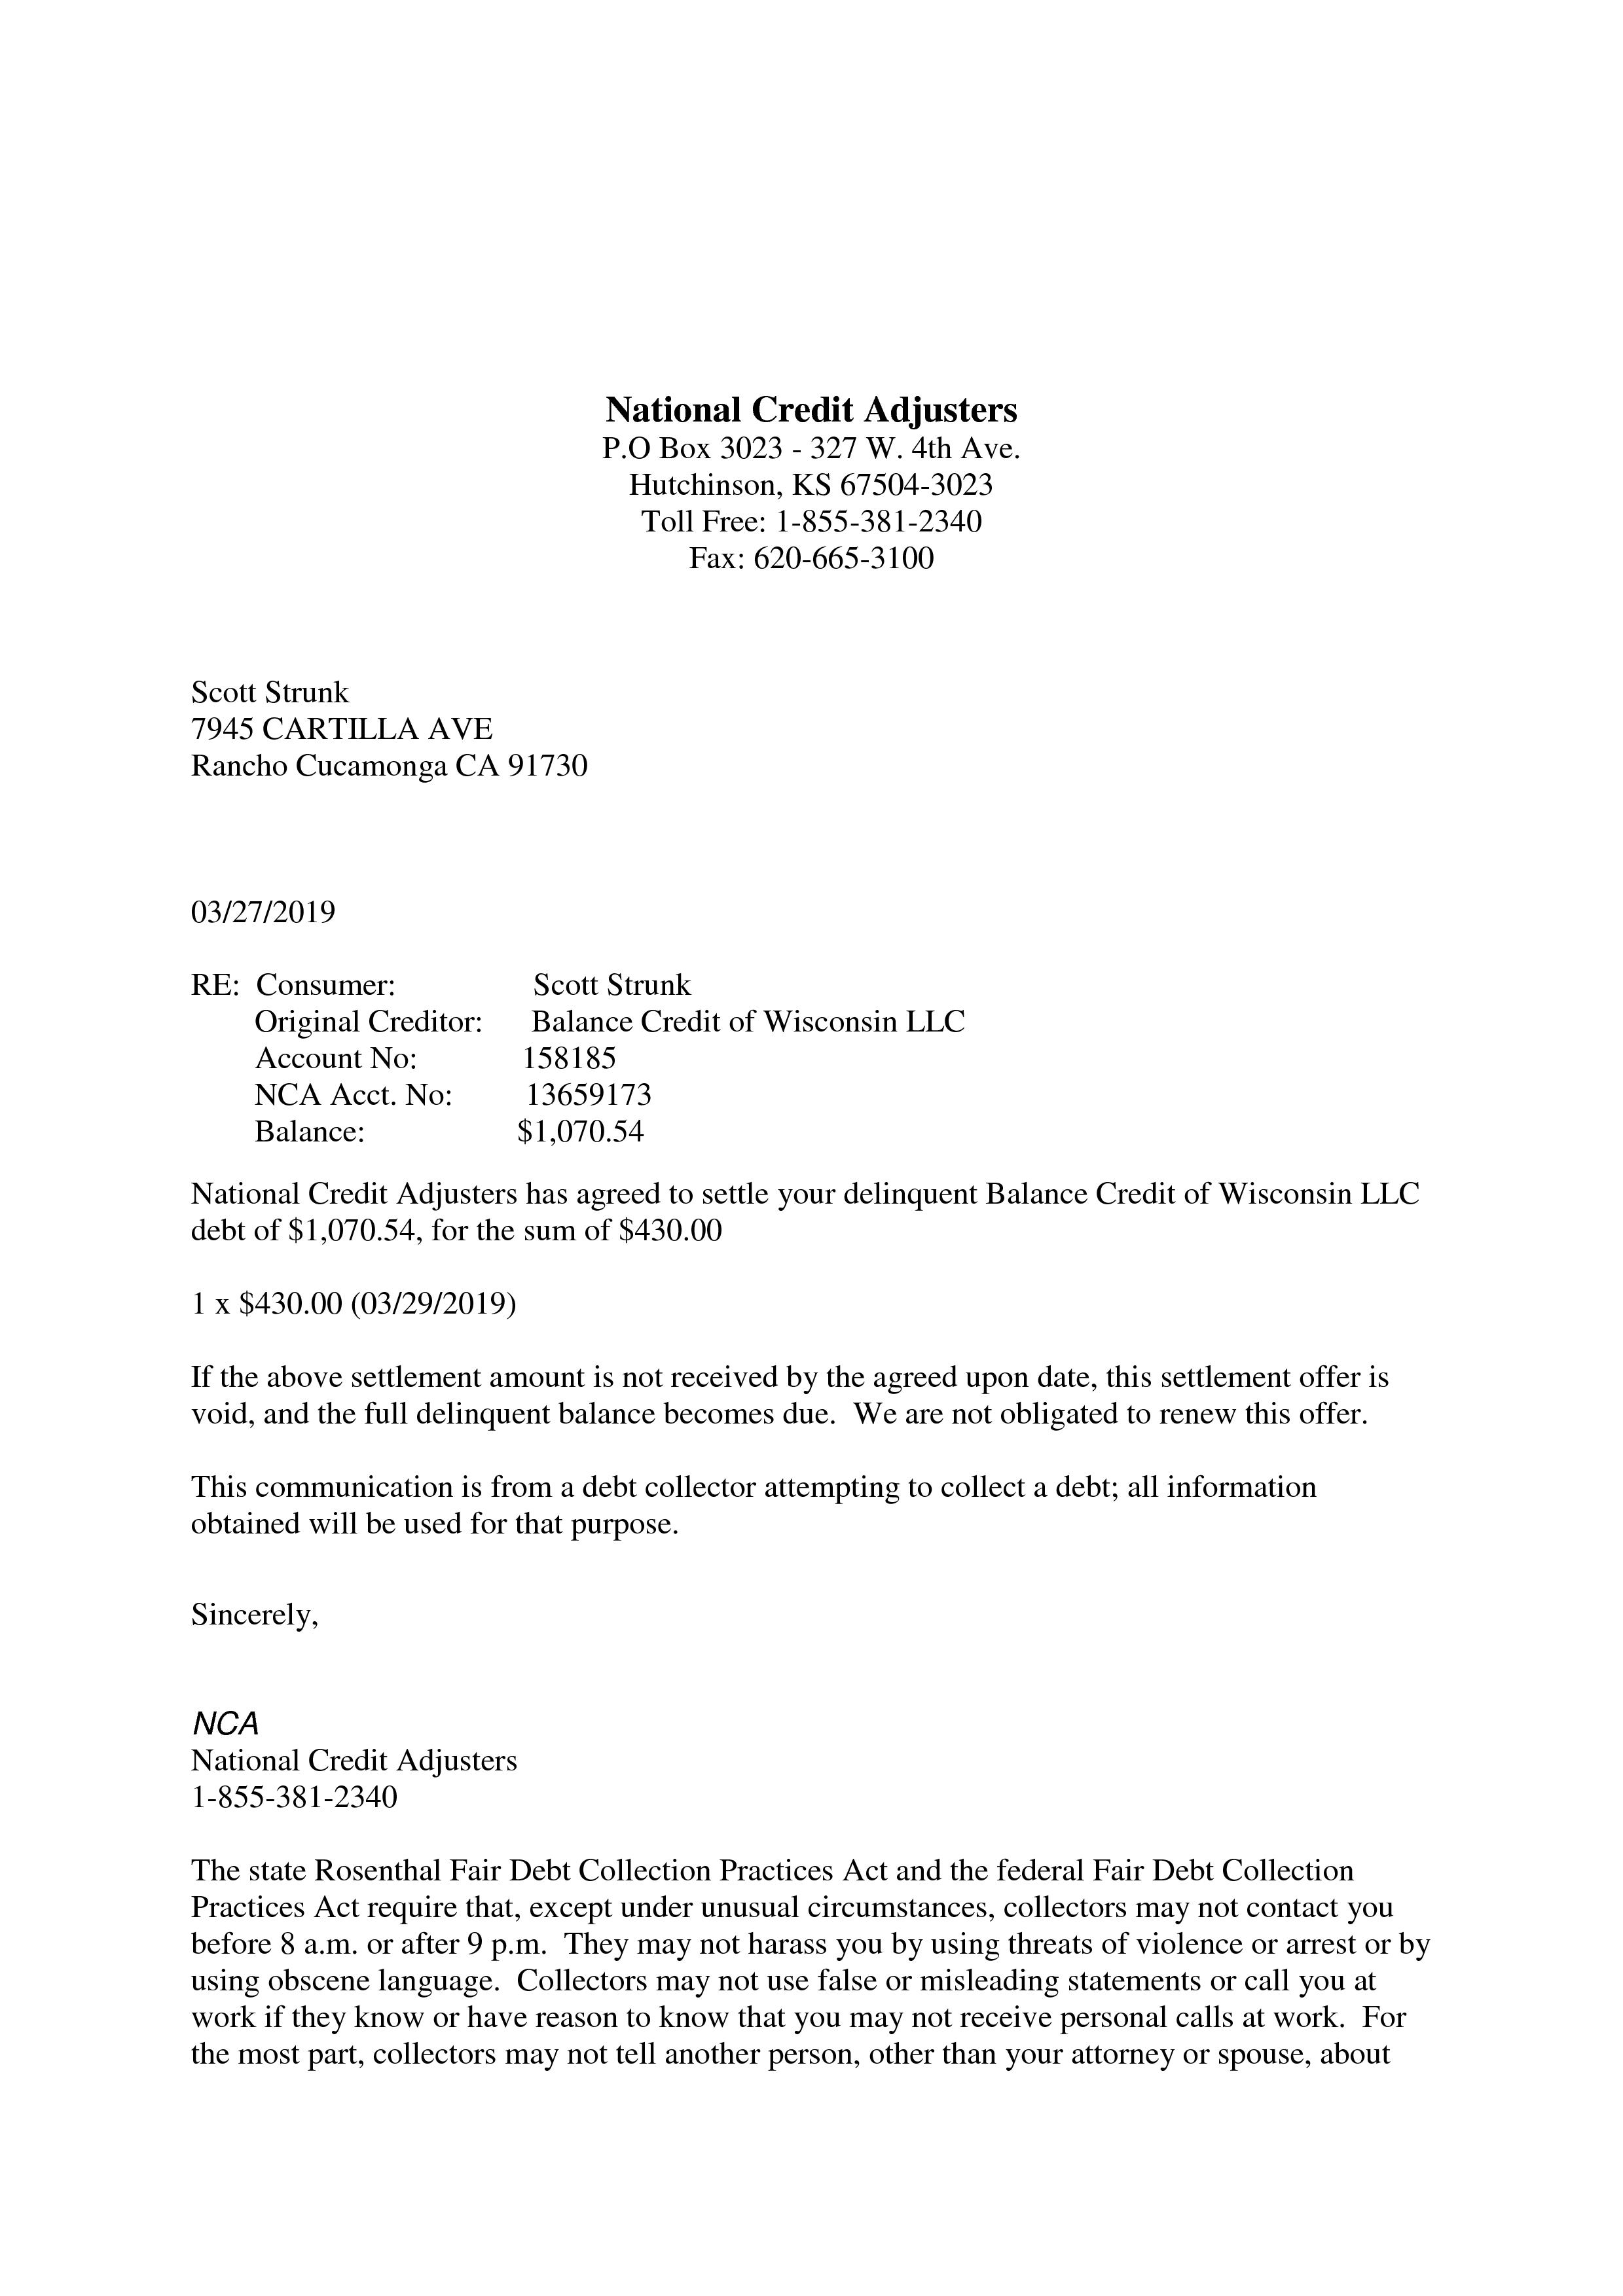 National Credit Adjusters
P.O Box 3023 - 327 W. 4th Ave.
Hutchinson, KS 67504-3023
Toll Free: 1-855-381-2340
Fax: 620-665-3100
Scott Strunk
7945 CARTILLA AVE
Rancho Cucamonga CA 91730
03/27/2019
RE: Consumer: Scott Strunk
Original Creditor: Balance Credit of Wisconsin LLC
Account No: 158185
NCA Acct. No: 13659173
Balance: $1,070.54
National Credit Adjusters has agreed to settle your delinquent Balance Credit of Wisconsin LLC
debt of $1,070.54, for the sum of $430.00
1 x $430.00 (03/29/2019)
If the above settlement amount is not received by the agreed upon date, this settlement offer is
void, and the full delinquent balance becomes due. We are not obligated to renew this offer.
This communication is from a debt collector attempting to collect a debt; all information
obtained will be used for that purpose.
Sincerely,
NCA
National Credit Adjusters
1-855-381-2340
The state Rosenthal Fair Debt Collection Practices Act and the federal Fair Debt Collection
Practices Act require that, except under unusual circumstances, collectors may not contact you
before 8 a.m. or after 9 p.m. They may not harass you by using threats of violence or arrest or by
using obscene language. Collectors may not use false or misleading statements or call you at
work if they know or have reason to know that you may not receive personal calls at work. For
the most part, collectors may not tell another person, other than your attorney or spouse, about